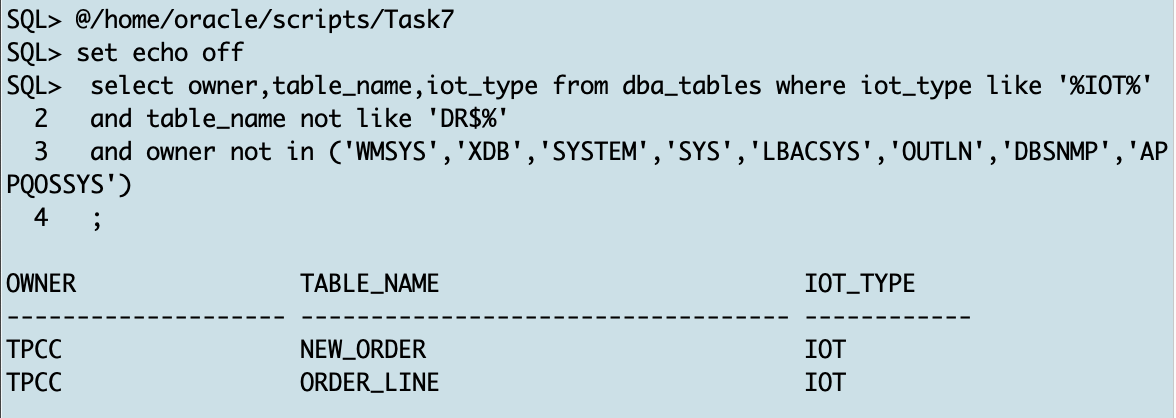 SQL> @/home/oracle/scripts/Task7
SQL> set echo off
SQL>  select owner,table_name,iot_type from dba_tables where iot_type like '%IOT%'
  2   and table_name not like 'DR$%'
  3   and owner not in ('WMSYS','XDB','SYSTEM','SYS','LBACSYS','OUTLN','DBSNMP','AP
PQOSSYS')
  4   ;
OWNER                TABLE_NAME                          IOT_TYPE
-------------------- ----------------------------------- ------------
TPCC                 NEW_ORDER                           IOT
TPCC                 ORDER_LINE                          IOT